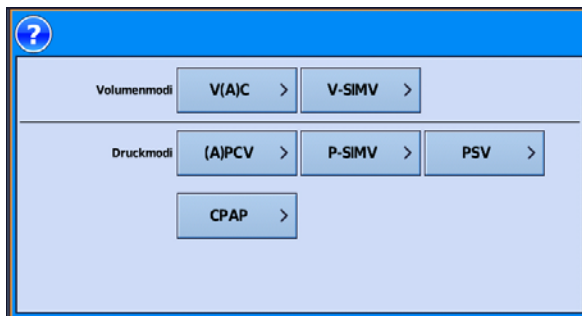 ?
Volumenmodi V(A)C > V-SIMV >
Druckmodi (A)PCV > P-SIMV > PSV >
CPAP >